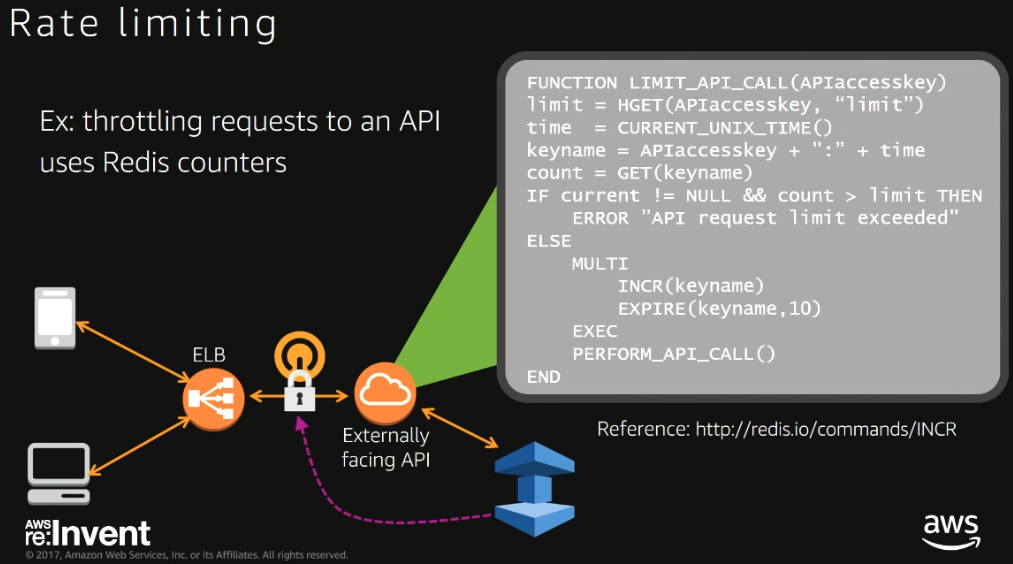 Rate limiting
Ex: throttling requests to an API
uses Redis counters
FUNCTION LIMIT_API_CALL(APIaccesskey)
limit = HGET(APIaccesskey, “limit”)
time  = CURRENT_UNIX_TIME()
keyname = APIaccesskey + ":" + time
count = GET(keyname)
IF current != NULL && count > limit THEN
    ERROR ”API request limit exceeded"
ELSE
    MULTI
        INCR(keyname)
        EXPIRE(keyname,10)
    EXEC
    PERFORM_API_CALL()
END
ELB
Externally
facing API
Reference: http://redis.io/commands/INCR
AWS
re:Invent
aws
© 2017, Amazon Web Services, Inc. or its Affiliates. All rights reserved.